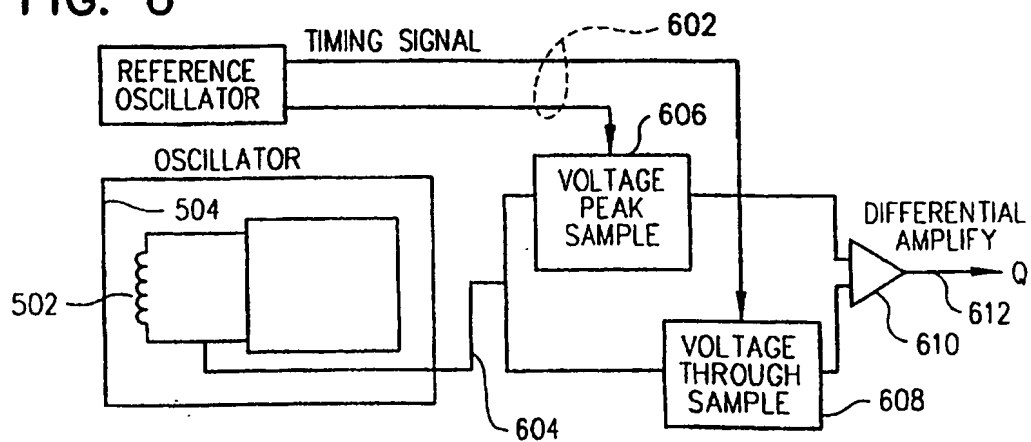 FIG. 6
TIMING SIGNAL
602
REFERENCE
OSCILLATOR
606
OSCILLATOR
504
VOLTAGE
PEAK
SAMPLE
DIFFERENTIAL
AMPLIFY
Q
502
612
610
VOLTAGE
THROUGH
SAMPLE
608
604